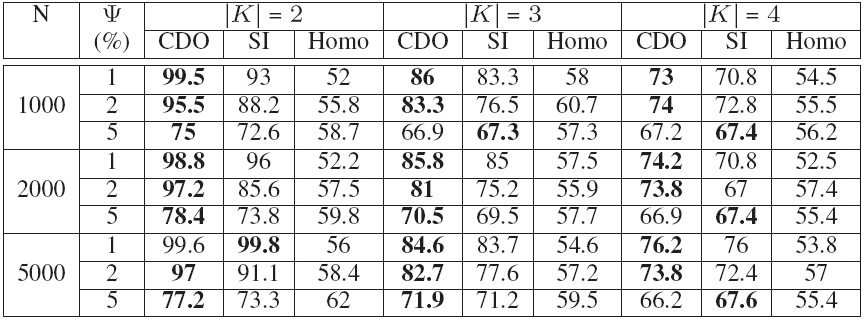 N Ψ |K| = 2 |K| = 3 |K| = 4
(%) CDO SI Homo CDO SI Homo CDO SI Homo
1 99.5 93 52 86 83.3 58 73 70.8 54.5
1000 2 95.5 88.2 55.8 83.3 76.5 60.7 74 72.8 55.5
5 75 72.6 58.7 66.9 67.3 57.3 67.2 67.4 56.2
1 98.8 96 52.2 85.8 85 57.5 74.2 70.8 52.5
2000 2 97.2 85.6 57.5 81 75.2 55.9 73.8 67 57.4
5 78.4 73.8 59.8 70.5 69.5 57.7 66.9 67.4 55.4
1 99.6 99.8 56 84.6 83.7 54.6 76.2 76 53.8
5000 2 97 91.1 58.4 82.7 77.6 57.2 73.8 72.4 57
5 77.2 73.3 62 71.9 71.2 59.5 66.2 67.6 55.4